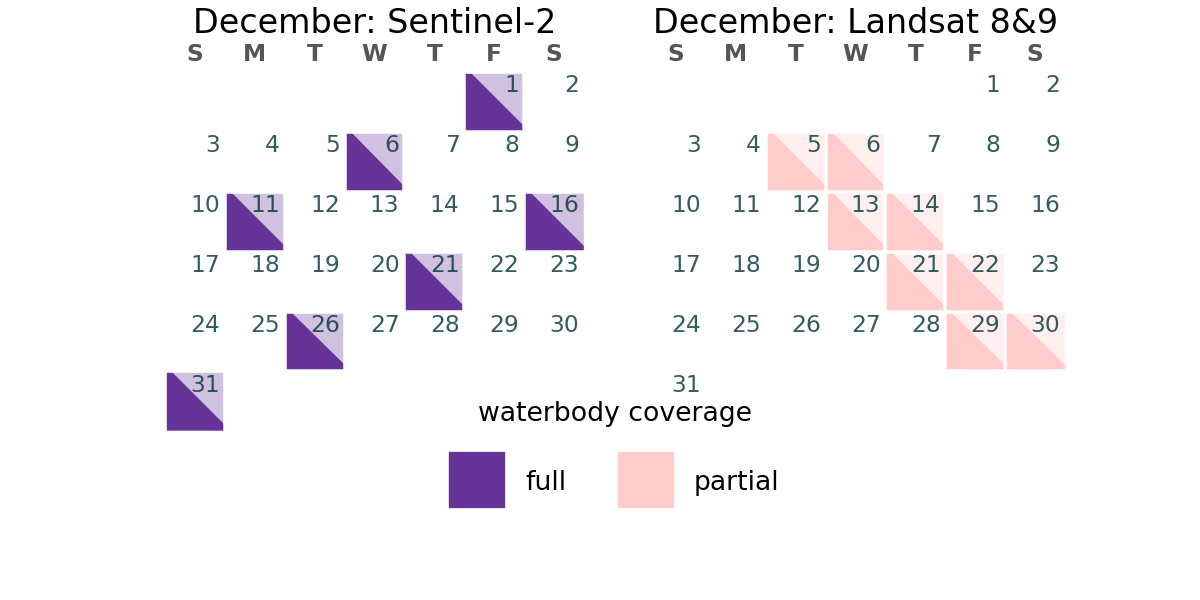 December: Sentinel-2
S M T W T F S
1 2
3 4 5 6 7 8 9
10 11 12 13 14 15 16
17 18 19 20 21 22 23
24 25 26 27 28 29 30
31
December: Landsat 8&9
S M T W T F S
1 2
3 4 5 6 7 8 9
10 11 12 13 14 15 16
17 18 19 20 21 22 23
24 25 26 27 28 29 30
31
waterbody coverage
full partial